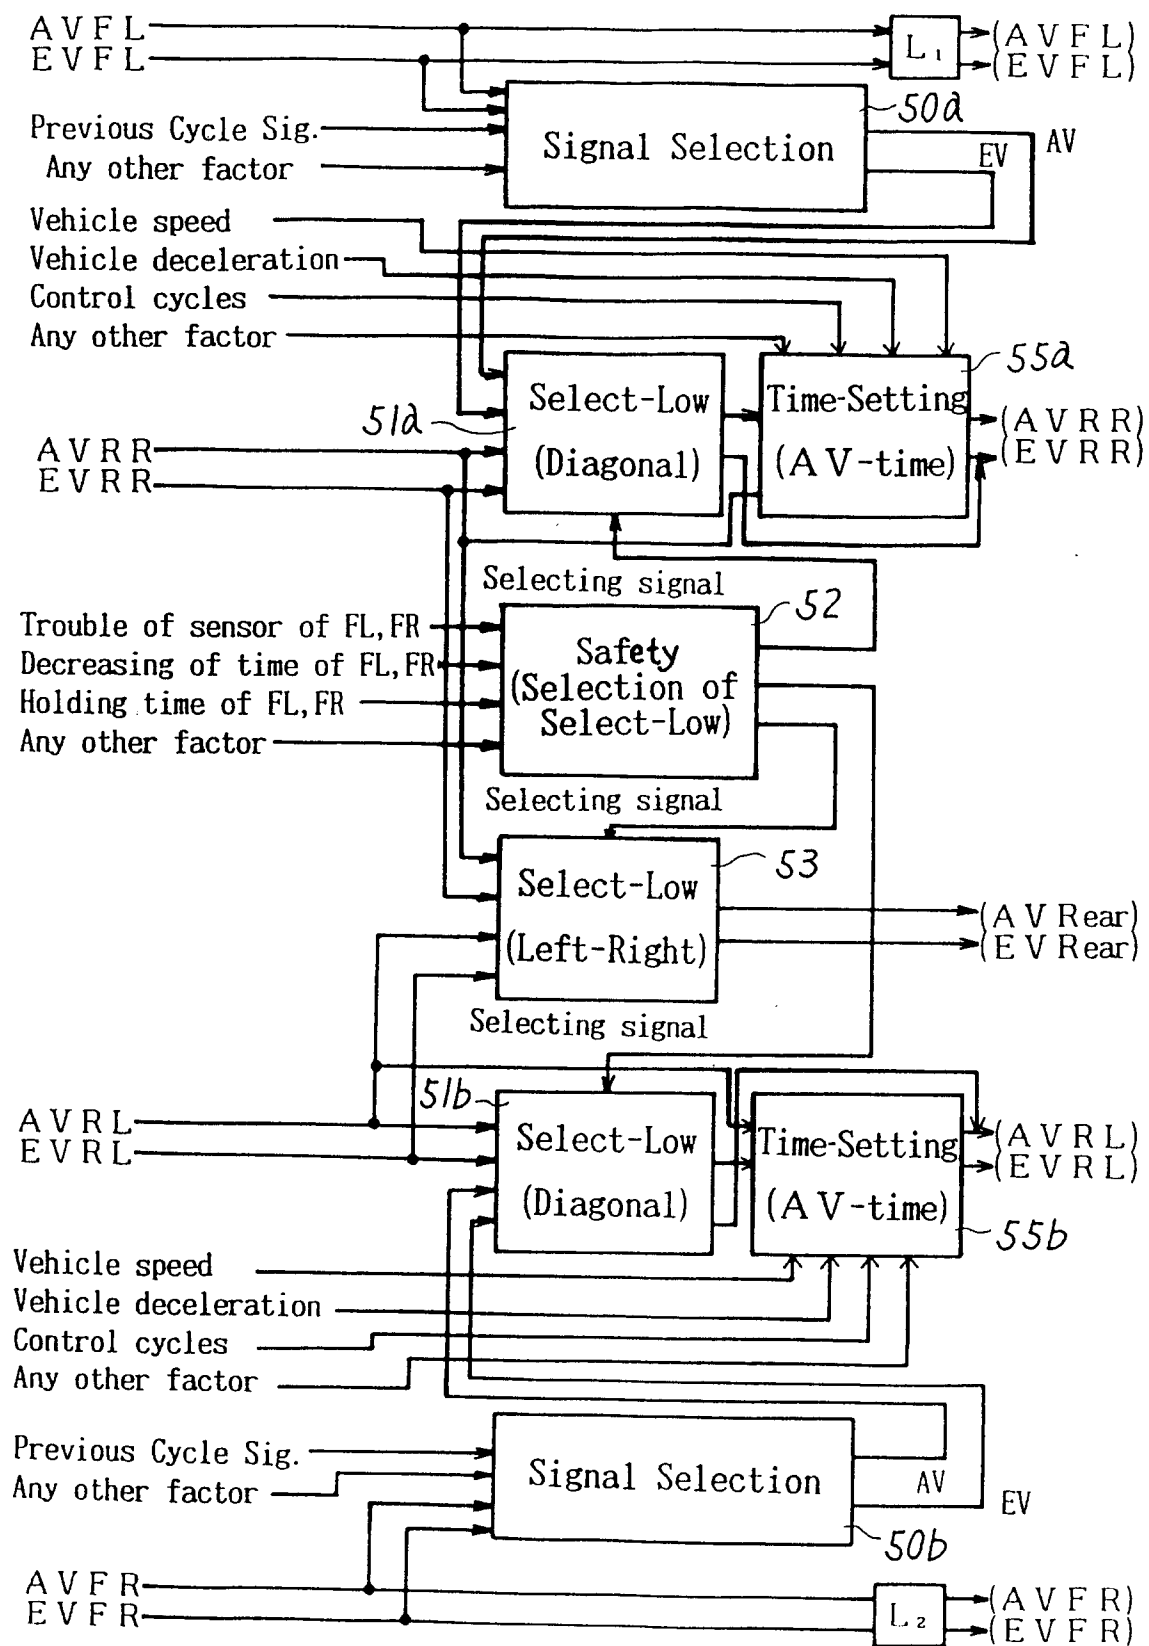 AVFL
L₁
(AVFL)
EVFL
(EVFL)
50a
Previous Cycle Sig.
Signal Selection
AV
EV
Any other factor
Vehicle speed
Vehicle deceleration
Control cycles
Any other factor
55a
Select-Low
Time-Setting
51a
(AVRR)
AVRR
(Diagonal)
(AV-time)
(EVRR)
EVRR
Selecting signal
52
Trouble of sensor of FL,FR
Safety
Decreasing of time of FL,FR
(Selection of
Holding time of FL,FR
Select-Low)
Any other factor
Selecting signal
53
Select-Low
(AVRear)
(Left-Right)
(EVRear)
Selecting signal
51b
AVRL
Select-Low
Time-Setting
(AVRL)
EVRL
(EVRL)
(Diagonal)
(AV-time)
55b
Vehicle speed
Vehicle deceleration
Control cycles
Any other factor
Previous Cycle Sig.
Signal Selection
Any other factor
AV
EV
50b
AVFR
(AVFR)
L₂
EVFR
(EVFR)